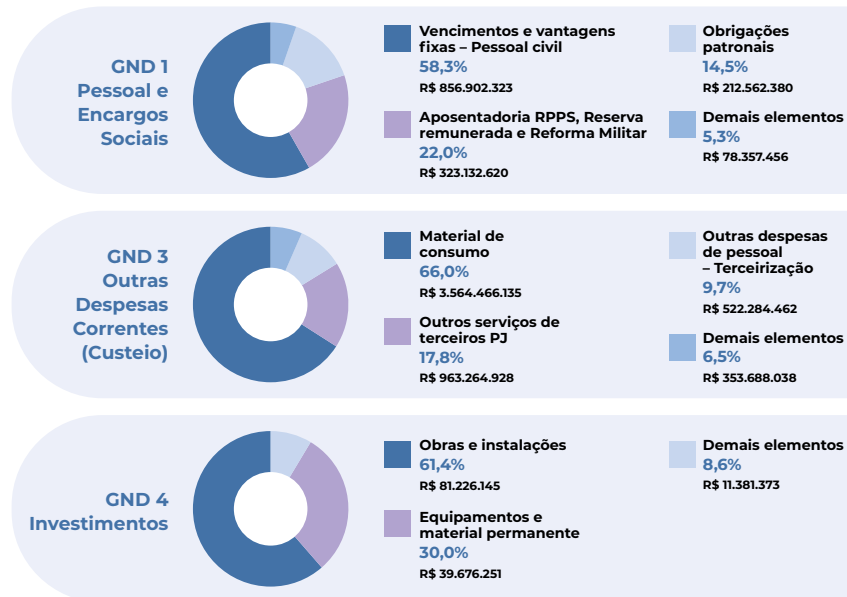 GND 1
Pessoal e
Encargos
Sociais
Vencimentos e vantagens
fixas – Pessoal civil
58,3%
R$ 856.902.323
Aposentadoria RPPS, Reserva
remunerada e Reforma Militar
22,0%
R$ 323.132.620
Obrigações
patronais
14,5%
R$ 212.562.380
Demais elementos
5,3%
R$ 78.357.456
GND 3
Outras
Despesas
Correntes
(Custeio)
Material de
consumo
66,0%
R$ 3.564.466.135
Outros serviços de
terceiros PJ
17,8%
R$ 963.264.928
Outras despesas
de pessoal
– Terceirização
9,7%
R$ 522.284.462
Demais elementos
6,5%
R$ 353.688.038
GND 4
Investimentos
Obras e instalações
61,4%
R$ 81.226.145
Equipamentos e
material permanente
30,0%
R$ 39.676.251
Demais elementos
8,6%
R$ 11.381.373